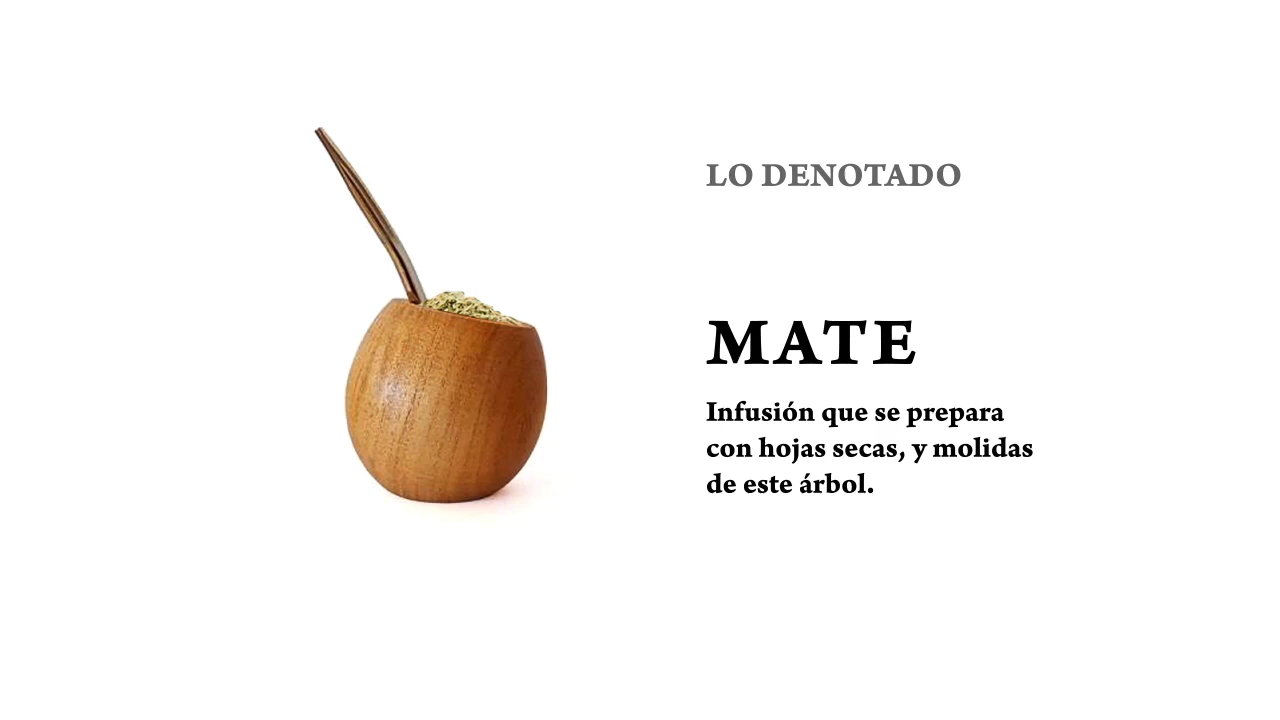 LO DENOTADO
MATE
Infusión que se prepara
con hojas secas, y molidas
de este árbol.